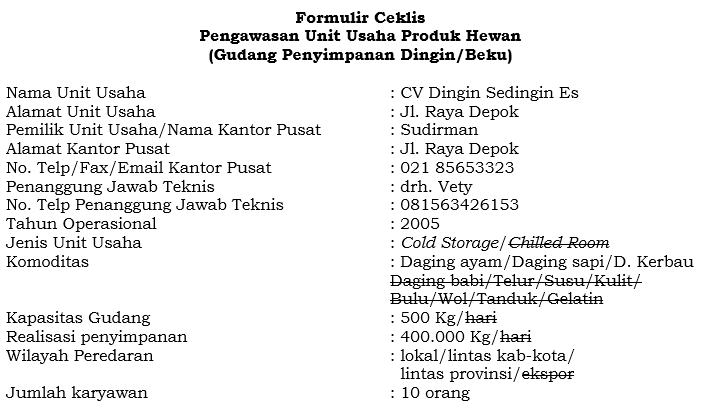 Formulir Ceklis
Pengawasan Unit Usaha Produk Hewan
(Gudang Penyimpanan Dingin/Beku)
Nama Unit Usaha : CV Dingin Sedingin Es
Alamat Unit Usaha : Jl. Raya Depok
Pemilik Unit Usaha/Nama Kantor Pusat : Sudirman
Alamat Kantor Pusat : Jl. Raya Depok
No. Telp/Fax/Email Kantor Pusat : 021 85653323
Penanggung Jawab Teknis : drh. Vety
No. Telp Penanggung Jawab Teknis : 081563426153
Tahun Operasional : 2005
Jenis Unit Usaha : Cold Storage/Chilled Room
Komoditas : Daging ayam/Daging sapi/D. Kerbau
Daging babi/Telur/Susu/Kulit/
Bulu/Wol/Tanduk/Gelatin
Kapasitas Gudang : 500 Kg/hari
Realisasi penyimpanan : 400.000 Kg/hari
Wilayah Peredaran : lokal/lintas kab-kota/
lintas provinsi/ekspor
Jumlah karyawan : 10 orang